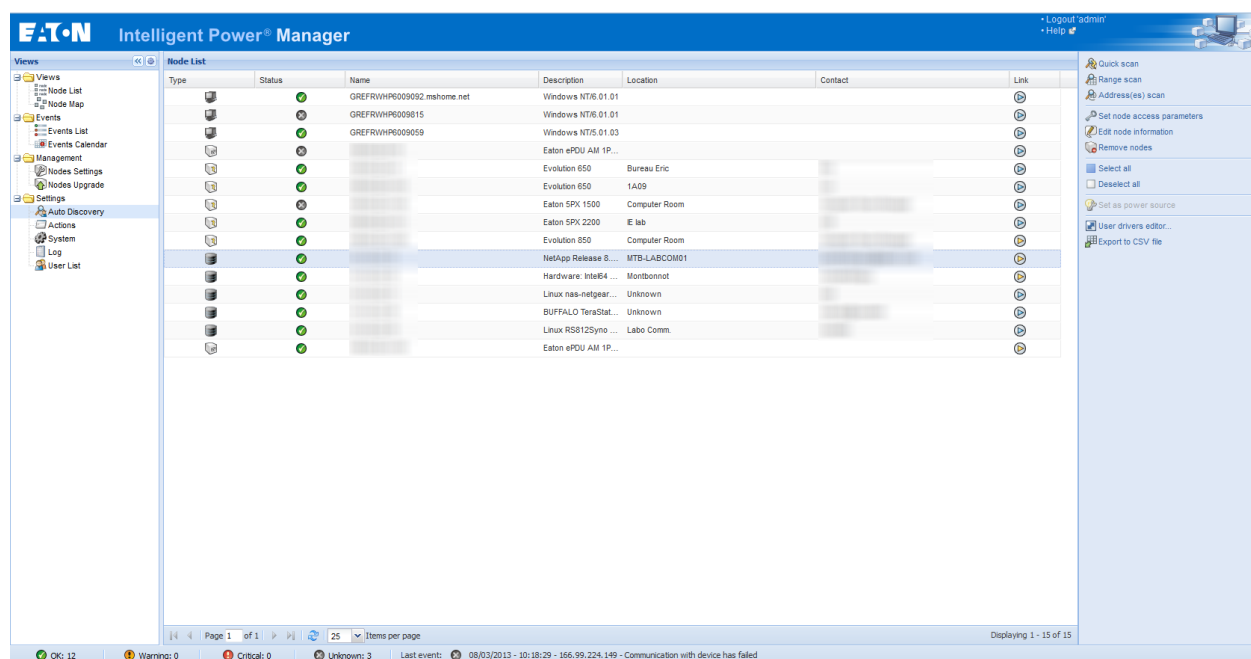 EATON Intelligent Power® Manager
• Logout 'admin'
• Help
Views
Views
Node List
Node Map
Events
Events List
Events Calendar
Management
Nodes Settings
Nodes Upgrade
Settings
Auto Discovery
Actions
System
Log
User List
Node List
Type Status Name Description Location Contact Link
GREFRWHP6009092.mshome.net Windows NT/6.01.01
GREFRWHP6009815 Windows NT/6.01.01
GREFRWHP6009059 Windows NT/5.01.03
Eaton ePDU AM 1P...
Evolution 650 Bureau Eric
Evolution 650 1A09
Eaton 5PX 1500 Computer Room
Eaton 5PX 2200 IE lab
Evolution 850 Computer Room
NetApp Release 8.... MTB-LABCOM01
Hardware: Intel64 ... Montbonnot
Linux nas-netgear... Unknown
BUFFALO TeraStat... Unknown
Linux RS812Syno ... Labo Comm.
Eaton ePDU AM 1P...
Page 1 of 1 25 Items per page
Displaying 1 - 15 of 15
Quick scan
Range scan
Address(es) scan
Set node access parameters
Edit node information
Remove nodes
Select all
Deselect all
Set as power source
User drivers editor...
Export to CSV file
OK: 12 Warning: 0 Critical: 0 Unknown: 3 Last event: 08/03/2013 - 10:18:29 - 166.99.224.149 - Communication with device has failed